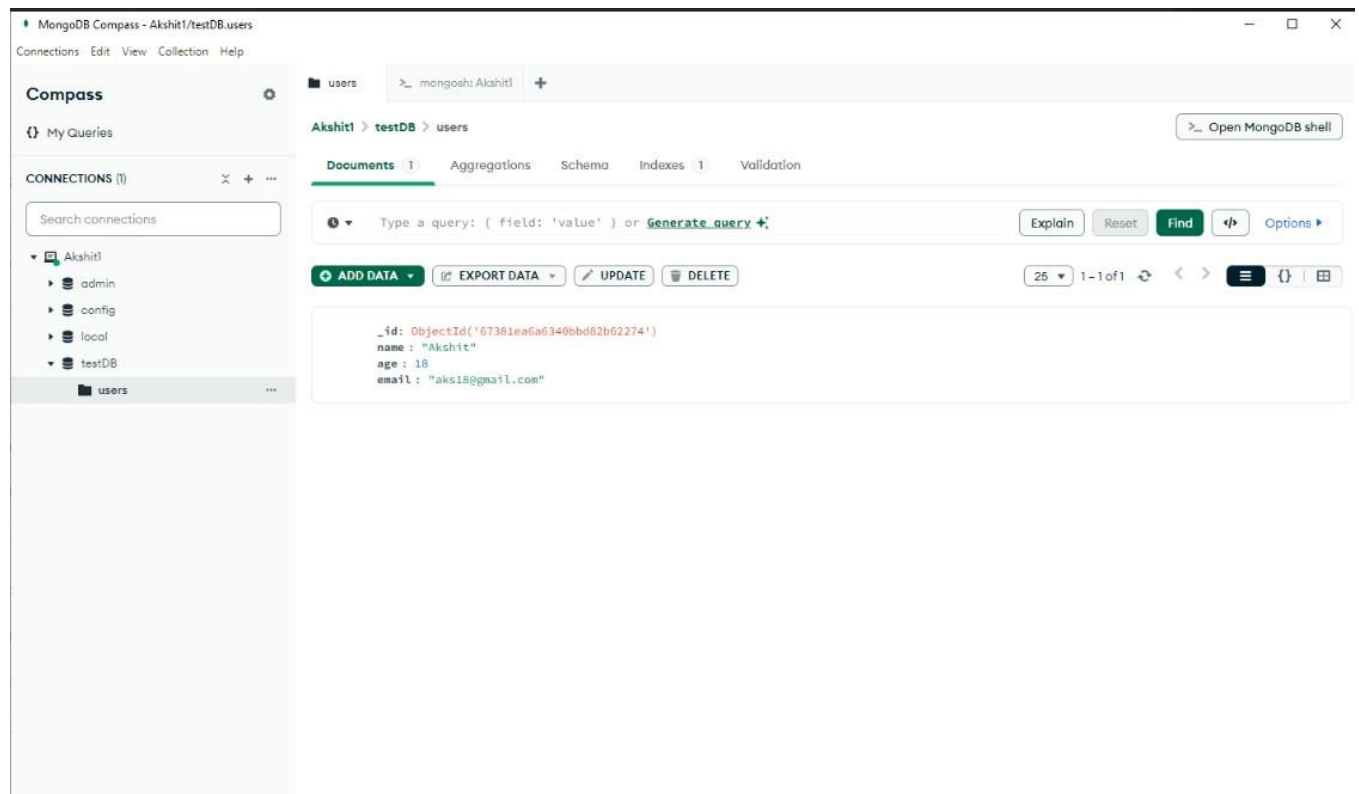 MongoDB Compass - Akshit1/testDB.users
Connections Edit View Collection Help
Compass
{} My Queries
CONNECTIONS (1)
Search connections
Akshit1
admin
config
local
testDB
users
users >_ mongosh: Akshit1
Akshit1 > testDB > users
>_ Open MongoDB shell
Documents 1 Aggregations Schema Indexes 1 Validation
Type a query: { field: 'value' } or Generate query
Explain Reset Find </> Options
ADD DATA EXPORT DATA UPDATE DELETE
25 1-1 of 1 {}
_id: ObjectId('67381ea6a6340bbd82b62274')
name : "Akshit"
age : 18
email : "aks18@gmail.com"